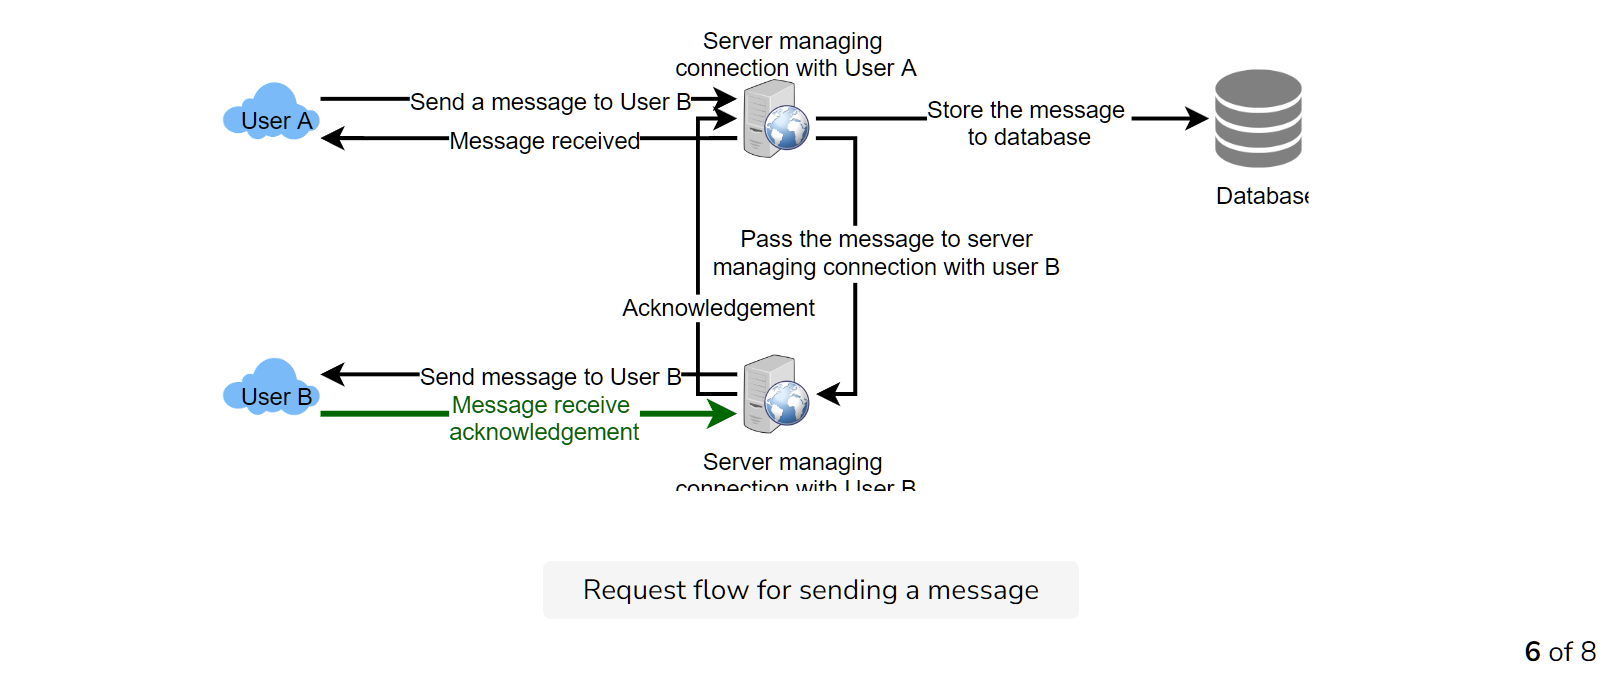 Server managing
connection with User A
User A
Send a message to User B
Message received
Store the message
to database
Database
Pass the message to server
managing connection with user B
Acknowledgement
User B
Send message to User B
Message receive
acknowledgement
Server managing
connection with User B
Request flow for sending a message
6 of 8